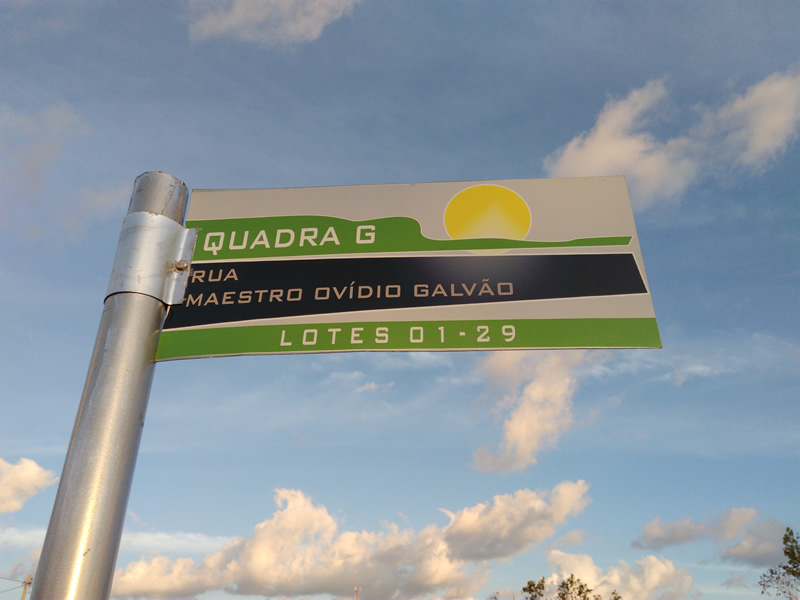 QUADRA G
RUA
MAESTRO OVÍDIO GALVÃO
LOTES 01-29